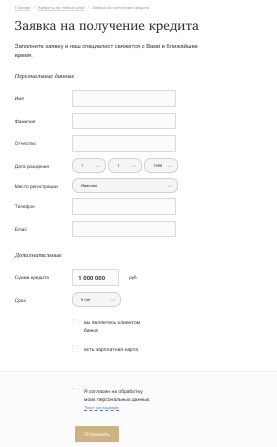 Главная / Кредиты на любые цели / Заявка на получение кредита
Заявка на получение кредита
Заполните заявку и наш специалист свяжется с Вами в ближайшее
время.
Персональные данные
Имя
Фамилия
Отчество
Дата рождения 1 1 1996
Место регистрации Иваново
Телефон
Email
Дополнительные
Сумма кредита 1 000 000 руб.
Срок 5 лет
вы являетесь клиентом
банка
есть зарплатная карта
Я согласен на обработку
моих персональных данных
Текст соглашения
Отправить